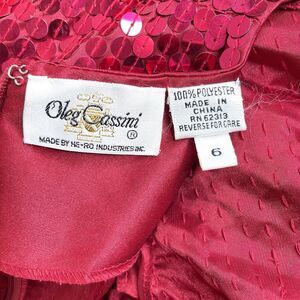 Oleg Cassini
®
MADE BY NE-RO INDUSTRIES INC.
100% POLYESTER
MADE IN
CHINA
RN 62313
REVERSE FOR CARE
6